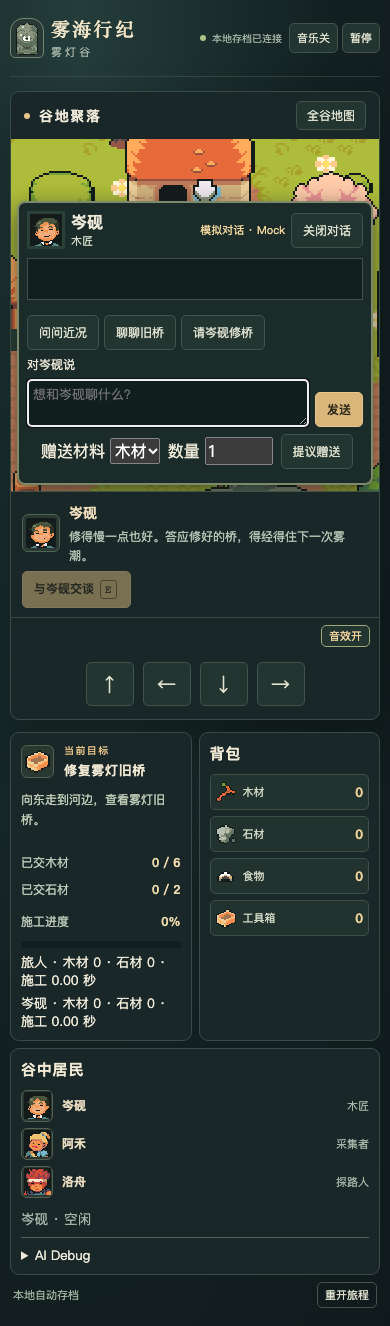 雾海行纪
雾灯谷
本地存档已连接
音乐关
暂停
谷地聚落
全谷地图
岑砚
木匠
模拟对话 · Mock
关闭对话
问问近况
聊聊旧桥
请岑砚修桥
对岑砚说
想和岑砚聊什么?
发送
赠送材料
木材
数量
1
提议赠送
岑砚
修得慢一点也好。答应修好的桥，得经得住下一次雾
潮。
与岑砚交谈 E
音效开
↑ ← ↓ →
当前目标
修复雾灯旧桥
向东走到河边，查看雾灯旧
桥。
已交木材 0 / 6
已交石材 0 / 2
施工进度 0%
旅人 · 木材 0 · 石材 0 ·
施工 0.00 秒
岑砚 · 木材 0 · 石材 0 ·
施工 0.00 秒
背包
木材 0
石材 0
食物 0
工具箱 0
谷中居民
岑砚 木匠
阿禾 采集者
洛舟 探路人
岑砚 · 空闲
AI Debug
本地自动存档
重开旅程